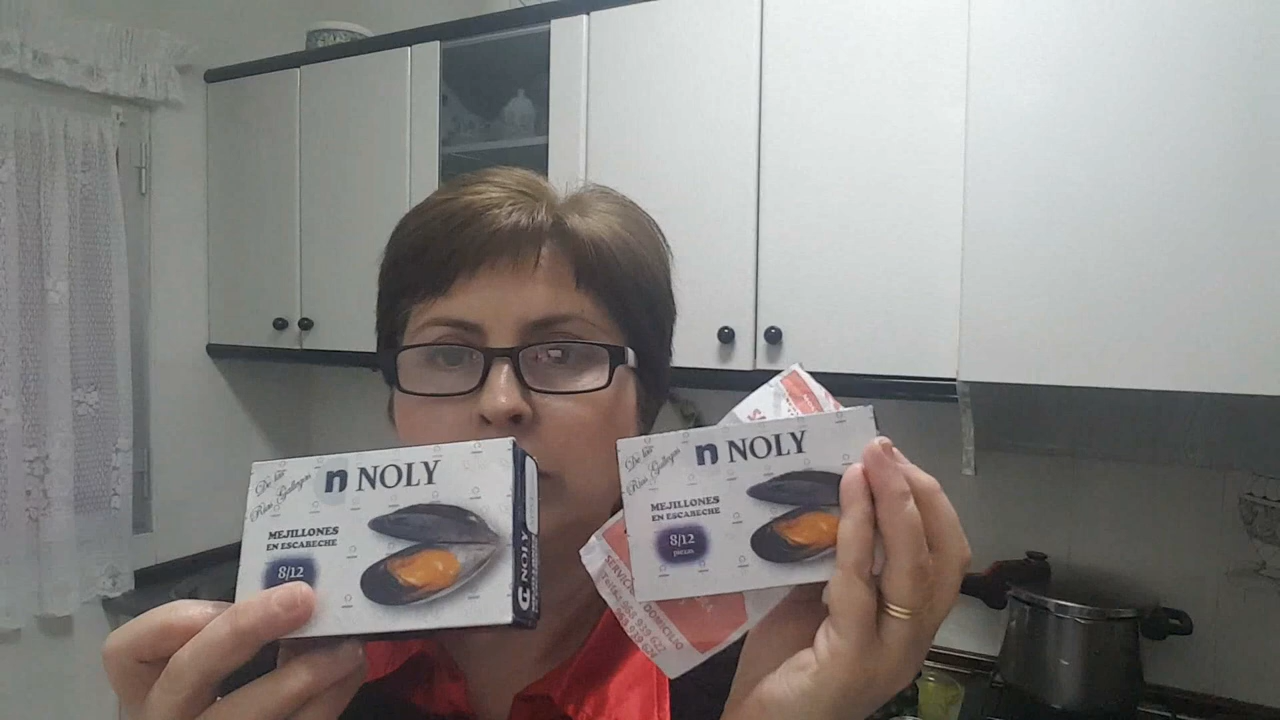 De las
Rías Gallegas
n NOLY
MEJILLONES
EN ESCABECHE
8/12
NOLY
De las
Rías Gallegas
n NOLY
MEJILLONES
EN ESCABECHE
8/12
piezas
DOMICILIO